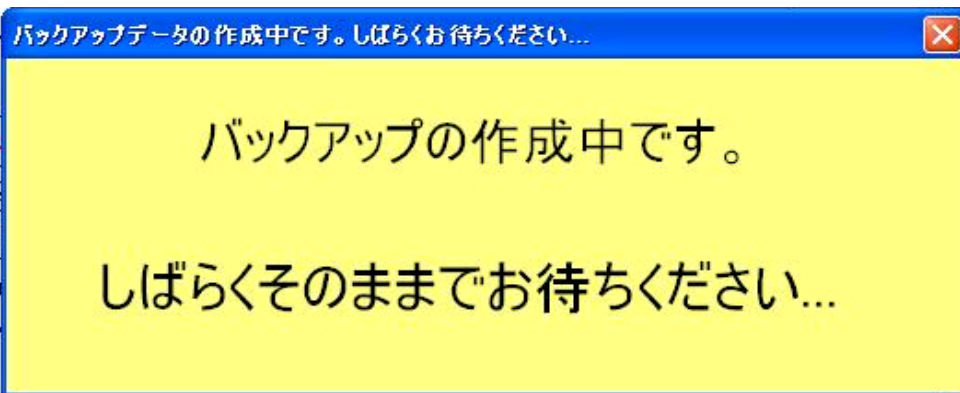 バックアップデータの作成中です。しばらくお待ちください...
バックアップの作成中です。
しばらくそのままでお待ちください...